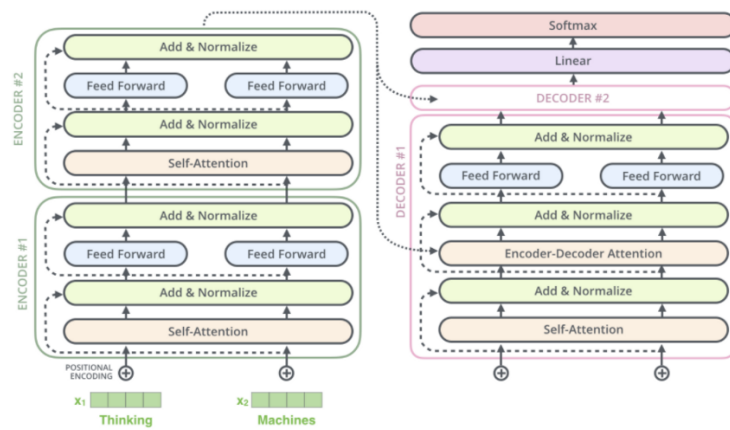 ENCODER #2
Add & Normalize
Feed Forward
Feed Forward
Add & Normalize
Self-Attention
ENCODER #1
Add & Normalize
Feed Forward
Feed Forward
Add & Normalize
Self-Attention
POSITIONAL
ENCODING
x₁
x₂
Thinking
Machines
Softmax
Linear
DECODER #2
DECODER #1
Add & Normalize
Feed Forward
Feed Forward
Add & Normalize
Encoder-Decoder Attention
Add & Normalize
Self-Attention